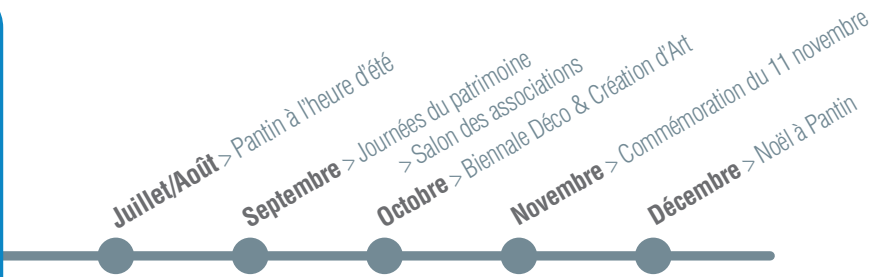 Juillet/Août > Pantin à l'heure d'été
Septembre > Journées du patrimoine
> Salon des associations
Octobre > Biennale Déco & Création d'Art
Novembre > Commémoration du 11 novembre
Décembre > Noël à Pantin